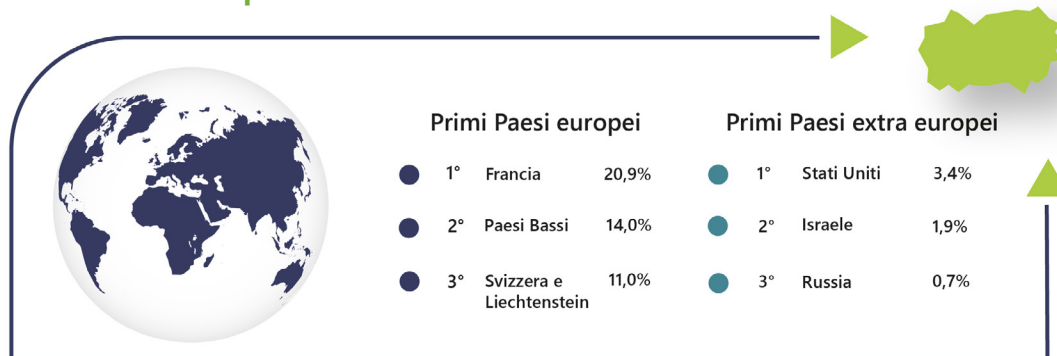 Primi Paesi europei
1° Francia 20,9%
2° Paesi Bassi 14,0%
3° Svizzera e Liechtenstein 11,0%
Primi Paesi extra europei
1° Stati Uniti 3,4%
2° Israele 1,9%
3° Russia 0,7%